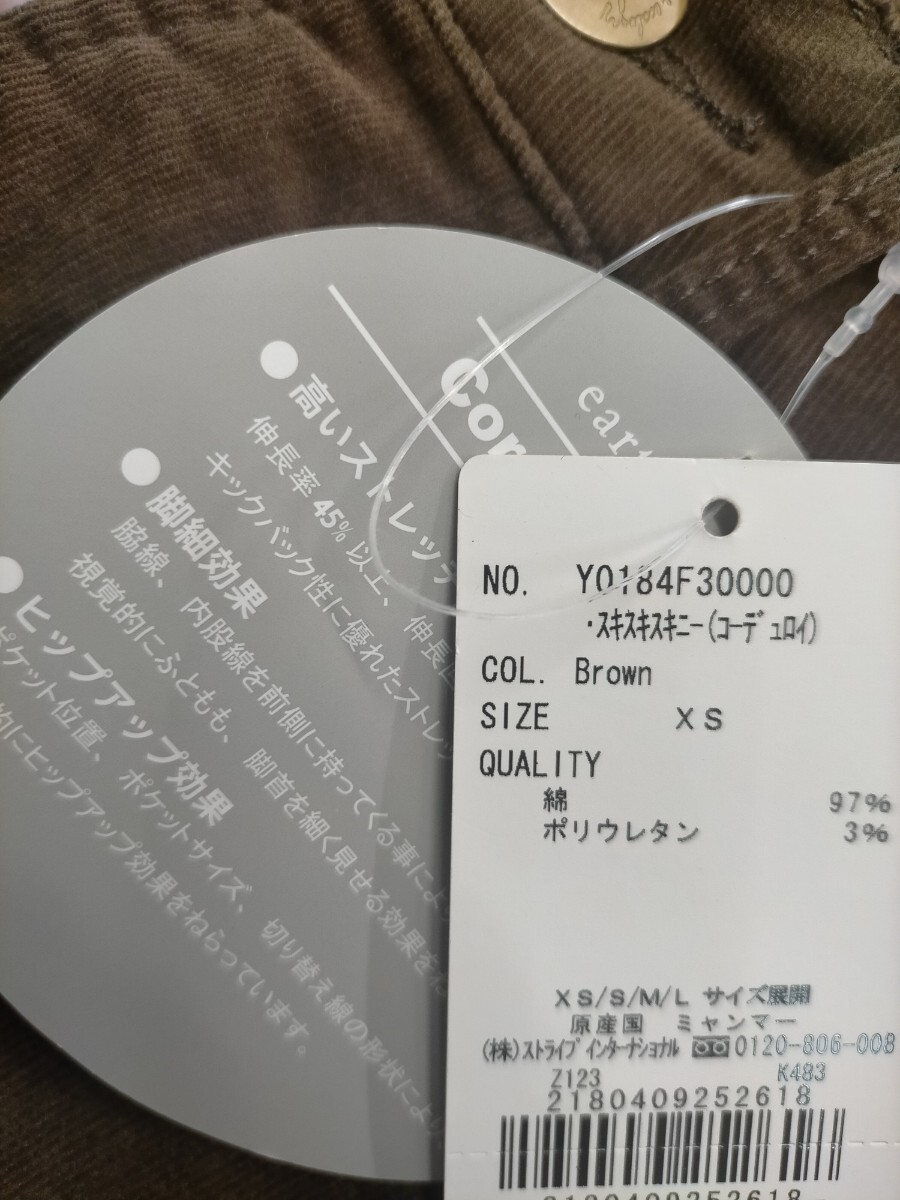 ear
Cor
●高いストレッチ
伸長率45%以上、伸長回
キックバック性に優れたストレッ
●脚細効果
脇線、内股線を前側に持ってくる事によ
視覚的にふともも、脚首を細く見せる効果をね
●ヒップアップ効果
ポケット位置、ポケットサイズ、切り替え線の形状によ
的にヒップアップ効果をねらっています。
NO. Y0184F30000
・スキスキスキニー(コーデュロイ)
COL. Brown
SIZE XS
QUALITY
綿 97%
ポリウレタン 3%
XS/S/M/L サイズ展開
原産国 ミャンマー
(株)ストライプインターナショナル 0120-806-008
Z123 K483
2180409252618
2180409252618